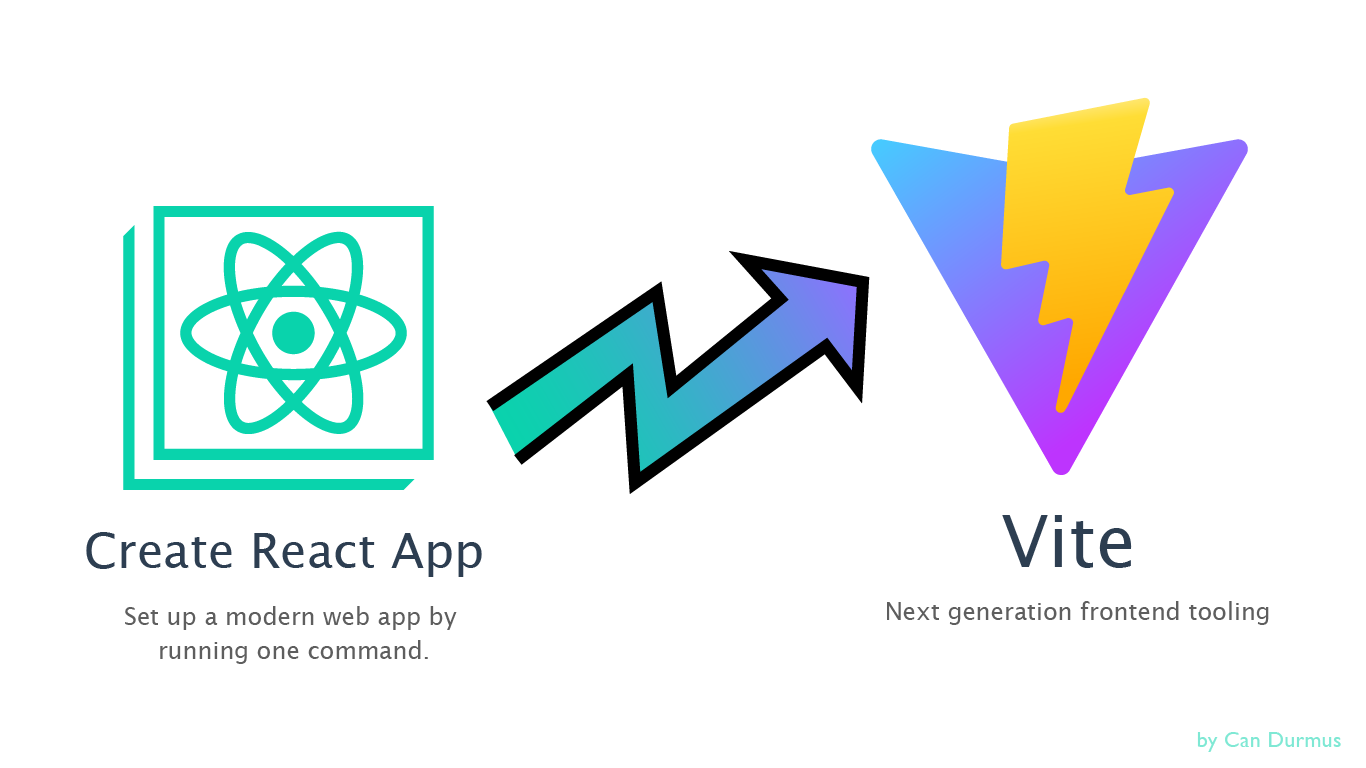 Create React App
Set up a modern web app by
running one command.
Vite
Next generation frontend tooling
by Can Durmus